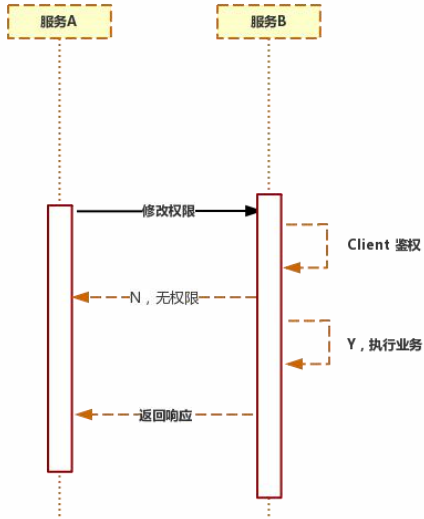 服务A
服务B
修改权限
Client 鉴权
N，无权限
Y，执行业务
返回响应